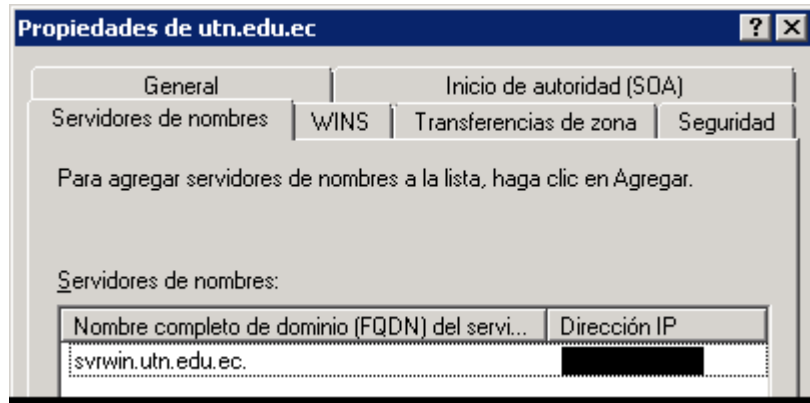 Propiedades de utn.edu.ec
General Inicio de autoridad (SOA)
Servidores de nombres WINS Transferencias de zona Seguridad
Para agregar servidores de nombres a la lista, haga clic en Agregar.
Servidores de nombres:
Nombre completo de dominio (FQDN) del servi... Dirección IP
svrwin.utn.edu.ec.